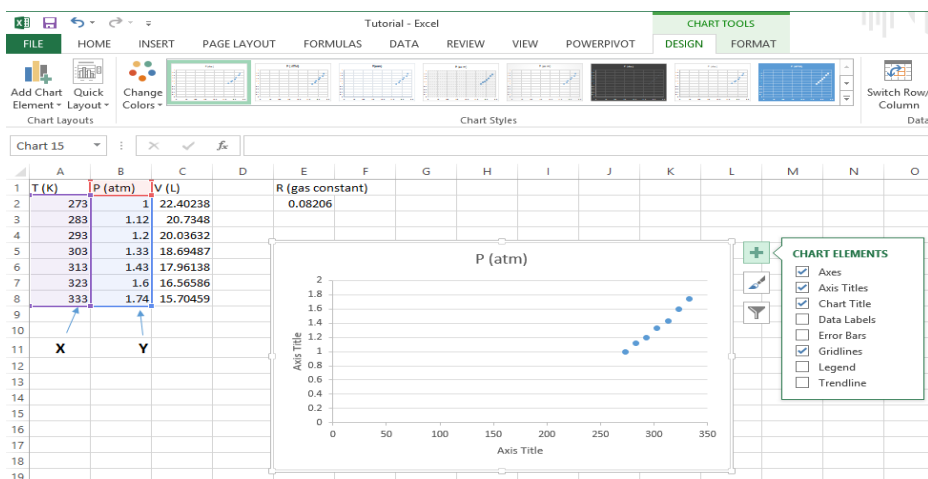 Tutorial - Excel
CHART TOOLS
FILE HOME INSERT PAGE LAYOUT FORMULAS DATA REVIEW VIEW POWERPIVOT DESIGN FORMAT
Add Chart Element
Quick Layout
Change Colors
Switch Row/
Column
Chart Layouts
Chart Styles
Data
Chart 15
fx
A B C D E F G H I J K L M N O
1 T (K) P (atm) V (L) R (gas constant)
2 273 1 22.40238 0.08206
3 283 1.12 20.7348
4 293 1.2 20.03632
5 303 1.33 18.69487
6 313 1.43 17.96138
7 323 1.6 16.56586
8 333 1.74 15.70459
9
10
11 X Y
12
13
14
15
16
17
18
19
P (atm)
2
1.8
1.6
1.4
1.2
1
0.8
0.6
0.4
0.2
0
Axis Title
0 50 100 150 200 250 300 350
Axis Title
CHART ELEMENTS
Axes
Axis Titles
Chart Title
Data Labels
Error Bars
Gridlines
Legend
Trendline